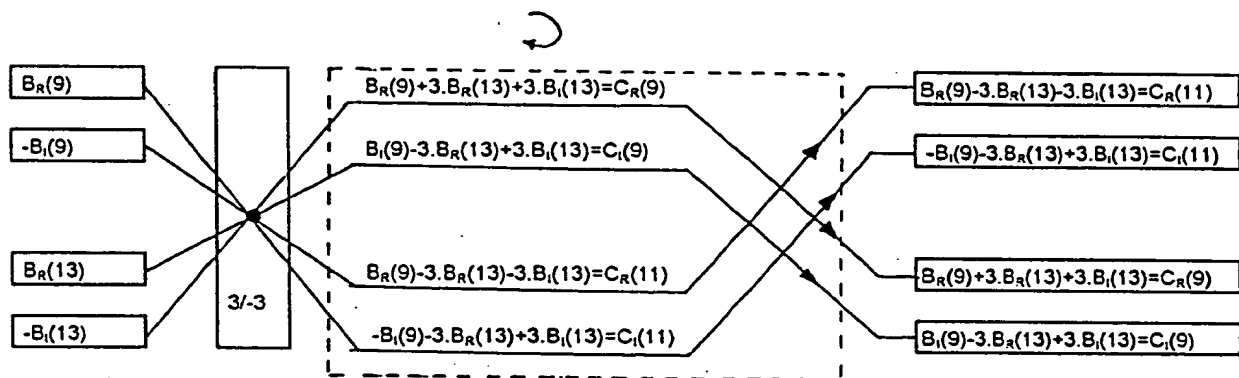 B_R(9)
-B_I(9)
B_R(13)
-B_I(13)
3/-3
B_R(9)+3.B_R(13)+3.B_I(13)=C_R(9)
B_I(9)-3.B_R(13)+3.B_I(13)=C_I(9)
B_R(9)-3.B_R(13)-3.B_I(13)=C_R(11)
-B_I(9)-3.B_R(13)+3.B_I(13)=C_I(11)
B_R(9)-3.B_R(13)-3.B_I(13)=C_R(11)
-B_I(9)-3.B_R(13)+3.B_I(13)=C_I(11)
B_R(9)+3.B_R(13)+3.B_I(13)=C_R(9)
B_I(9)-3.B_R(13)+3.B_I(13)=C_I(9)